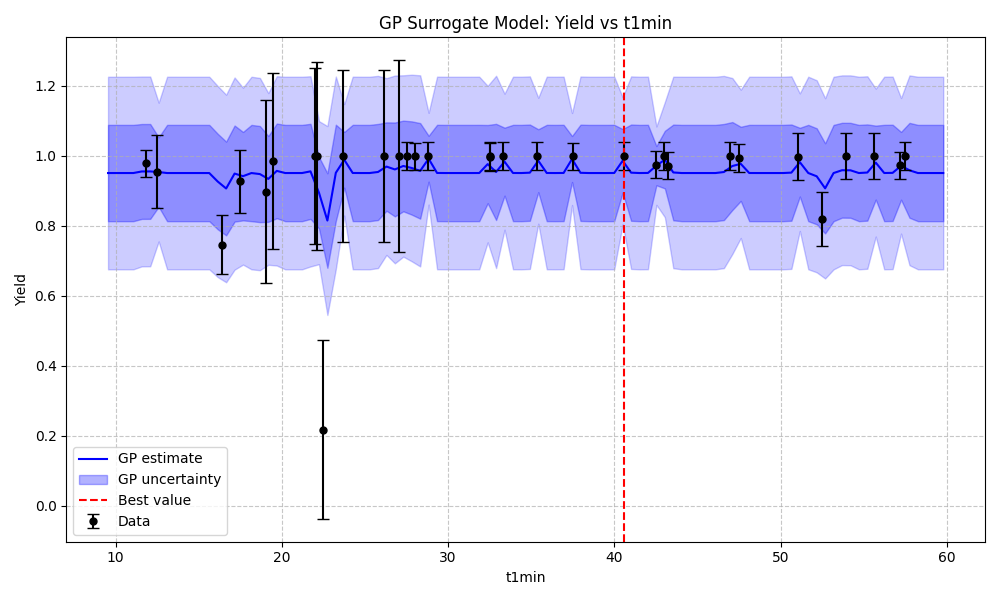 GP Surrogate Model: Yield vs t1min
Yield
1.2
1.0
0.8
0.6
0.4
0.2
0.0
GP estimate
GP uncertainty
Best value
Data
10
20
30
40
50
60
t1min